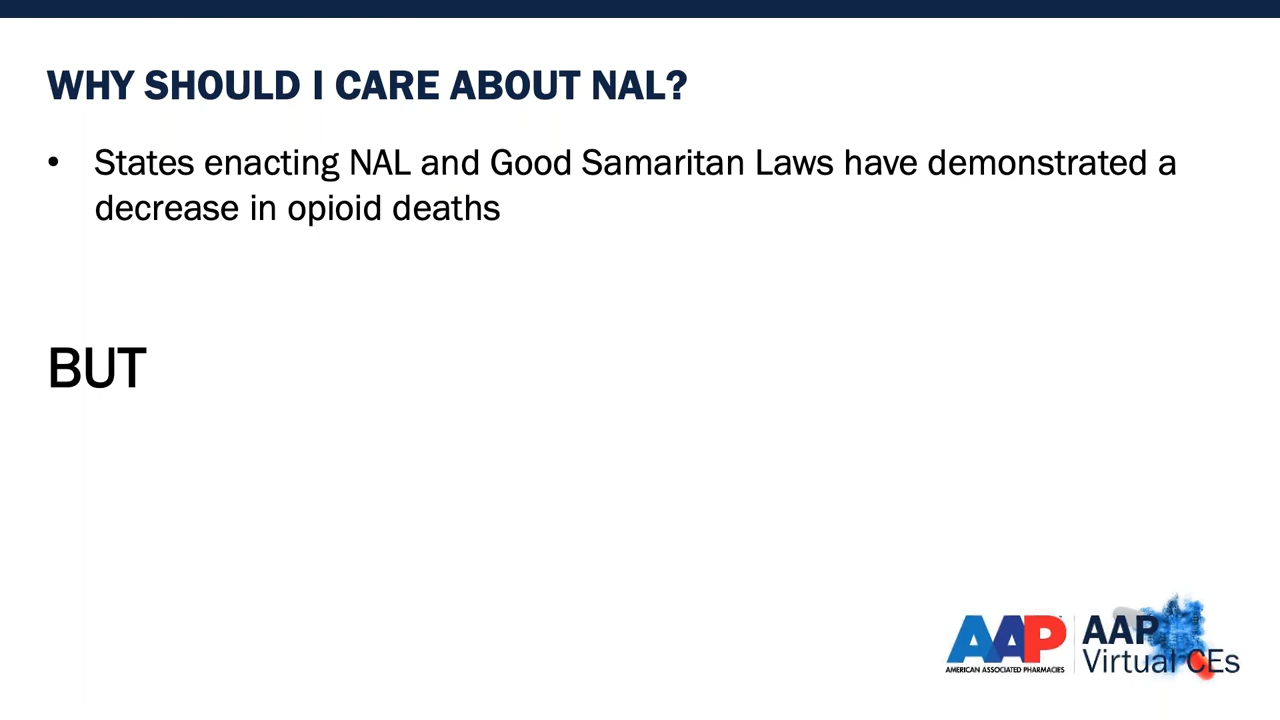 WHY SHOULD I CARE ABOUT NAL?
• States enacting NAL and Good Samaritan Laws have demonstrated a
decrease in opioid deaths
BUT
AAP
AMERICAN ASSOCIATED PHARMACIES
AAP
Virtual CEs